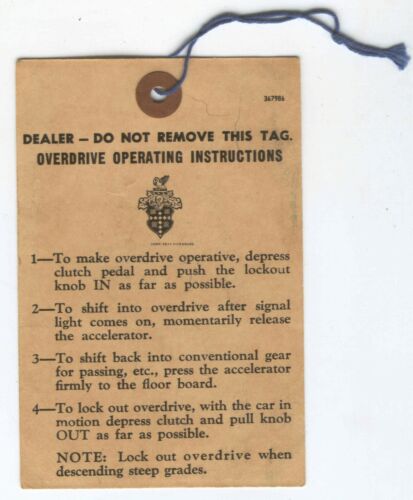 367986
DEALER — DO NOT REMOVE THIS TAG.
OVERDRIVE OPERATING INSTRUCTIONS
1—To make overdrive operative, depress
clutch pedal and push the lockout
knob IN as far as possible.
2—To shift into overdrive after signal
light comes on, momentarily release
the accelerator.
3—To shift back into conventional gear
for passing, etc., press the accelerator
firmly to the floor board.
4—To lock out overdrive, with the car in
motion depress clutch and pull knob
OUT as far as possible.
NOTE: Lock out overdrive when
descending steep grades.